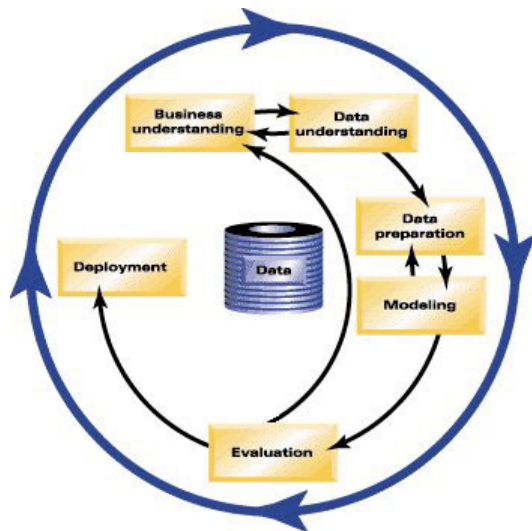 Business
understanding
Data
understanding
Data
preparation
Modeling
Evaluation
Deployment
Data